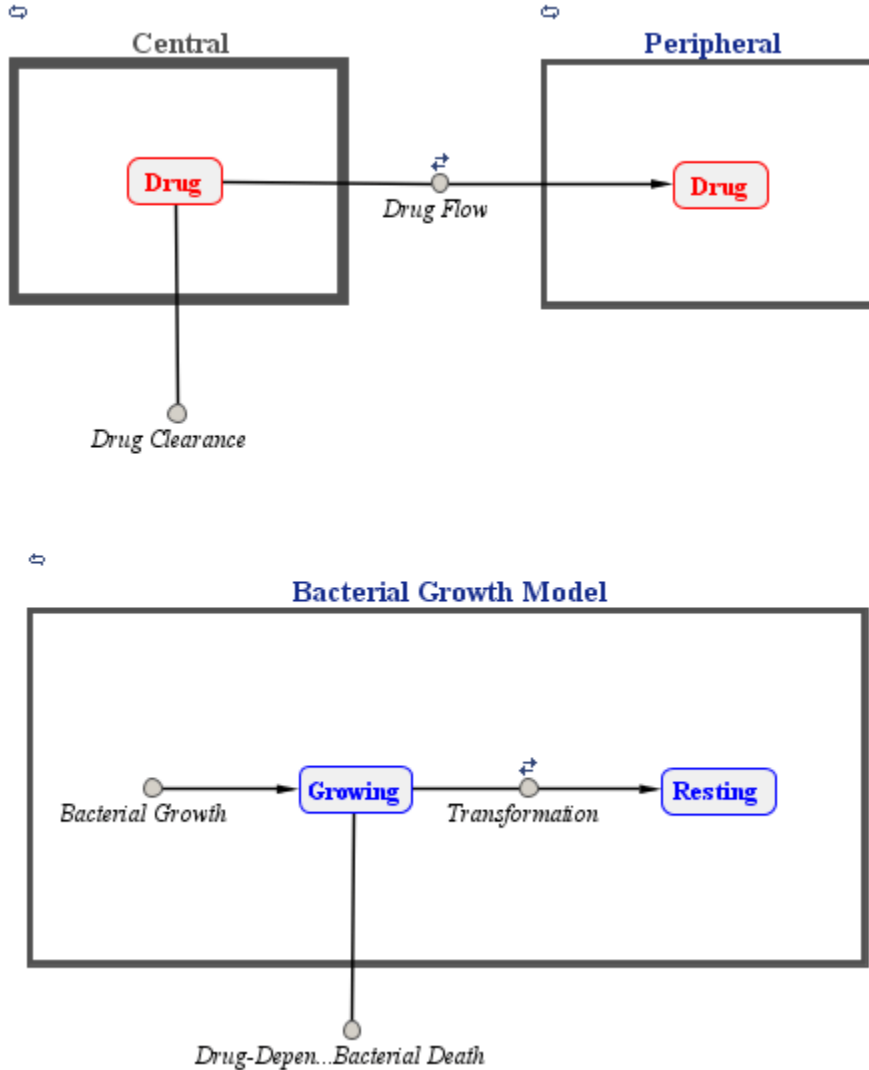 Central
Peripheral
Drug
Drug
Drug Flow
Drug Clearance
Bacterial Growth Model
Growing
Resting
Bacterial Growth
Transformation
Drug-Depen...Bacterial Death